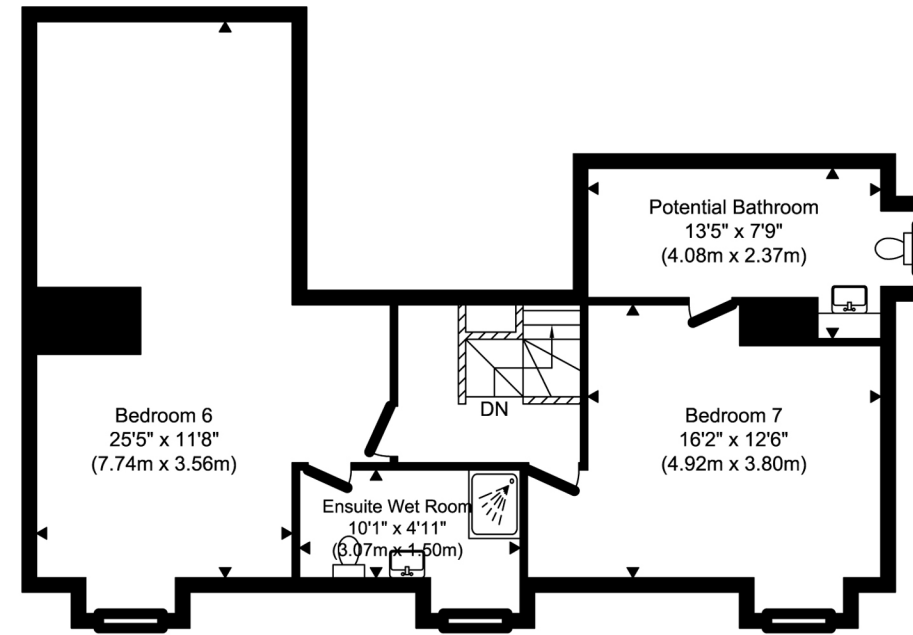 Potential Bathroom
13'5" x 7'9"
(4.08m x 2.37m)
Bedroom 6
25'5" x 11'8"
(7.74m x 3.56m)
DN
Bedroom 7
16'2" x 12'6"
(4.92m x 3.80m)
Ensuite Wet Room
10'1" x 4'11"
(3.07m x 1.50m)